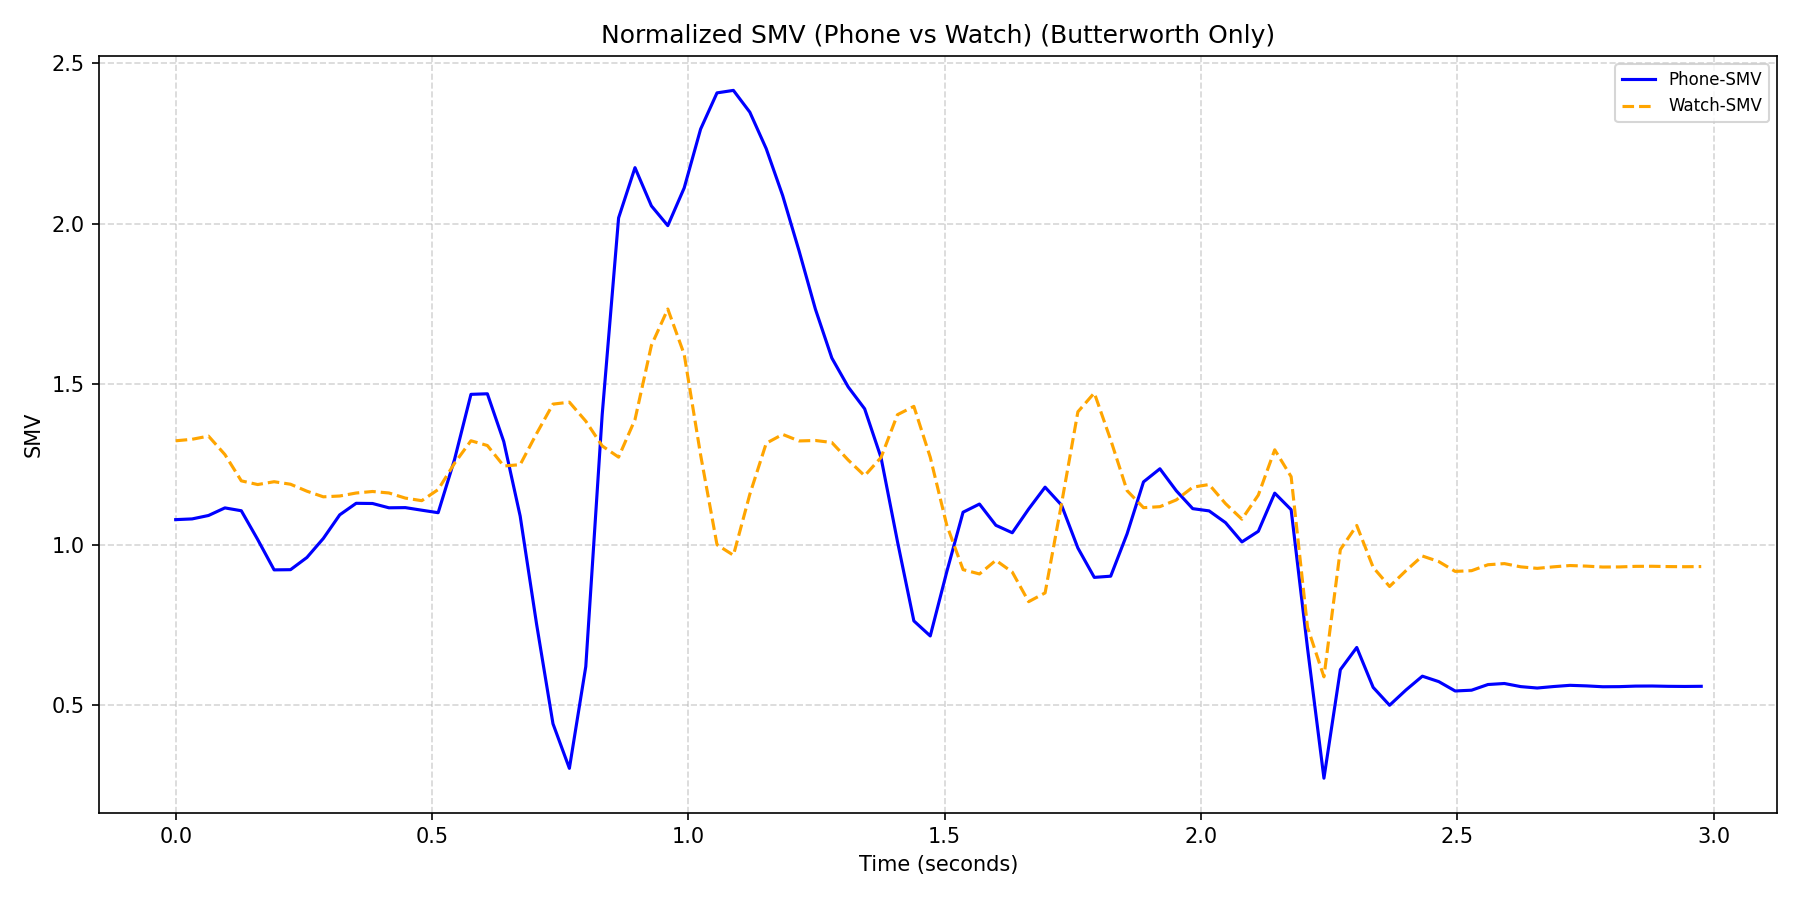 Normalized SMV (Phone vs Watch) (Butterworth Only)
Phone-SMV
Watch-SMV
2.5
2.0
1.5
1.0
0.5
SMV
0.0 0.5 1.0 1.5 2.0 2.5 3.0
Time (seconds)